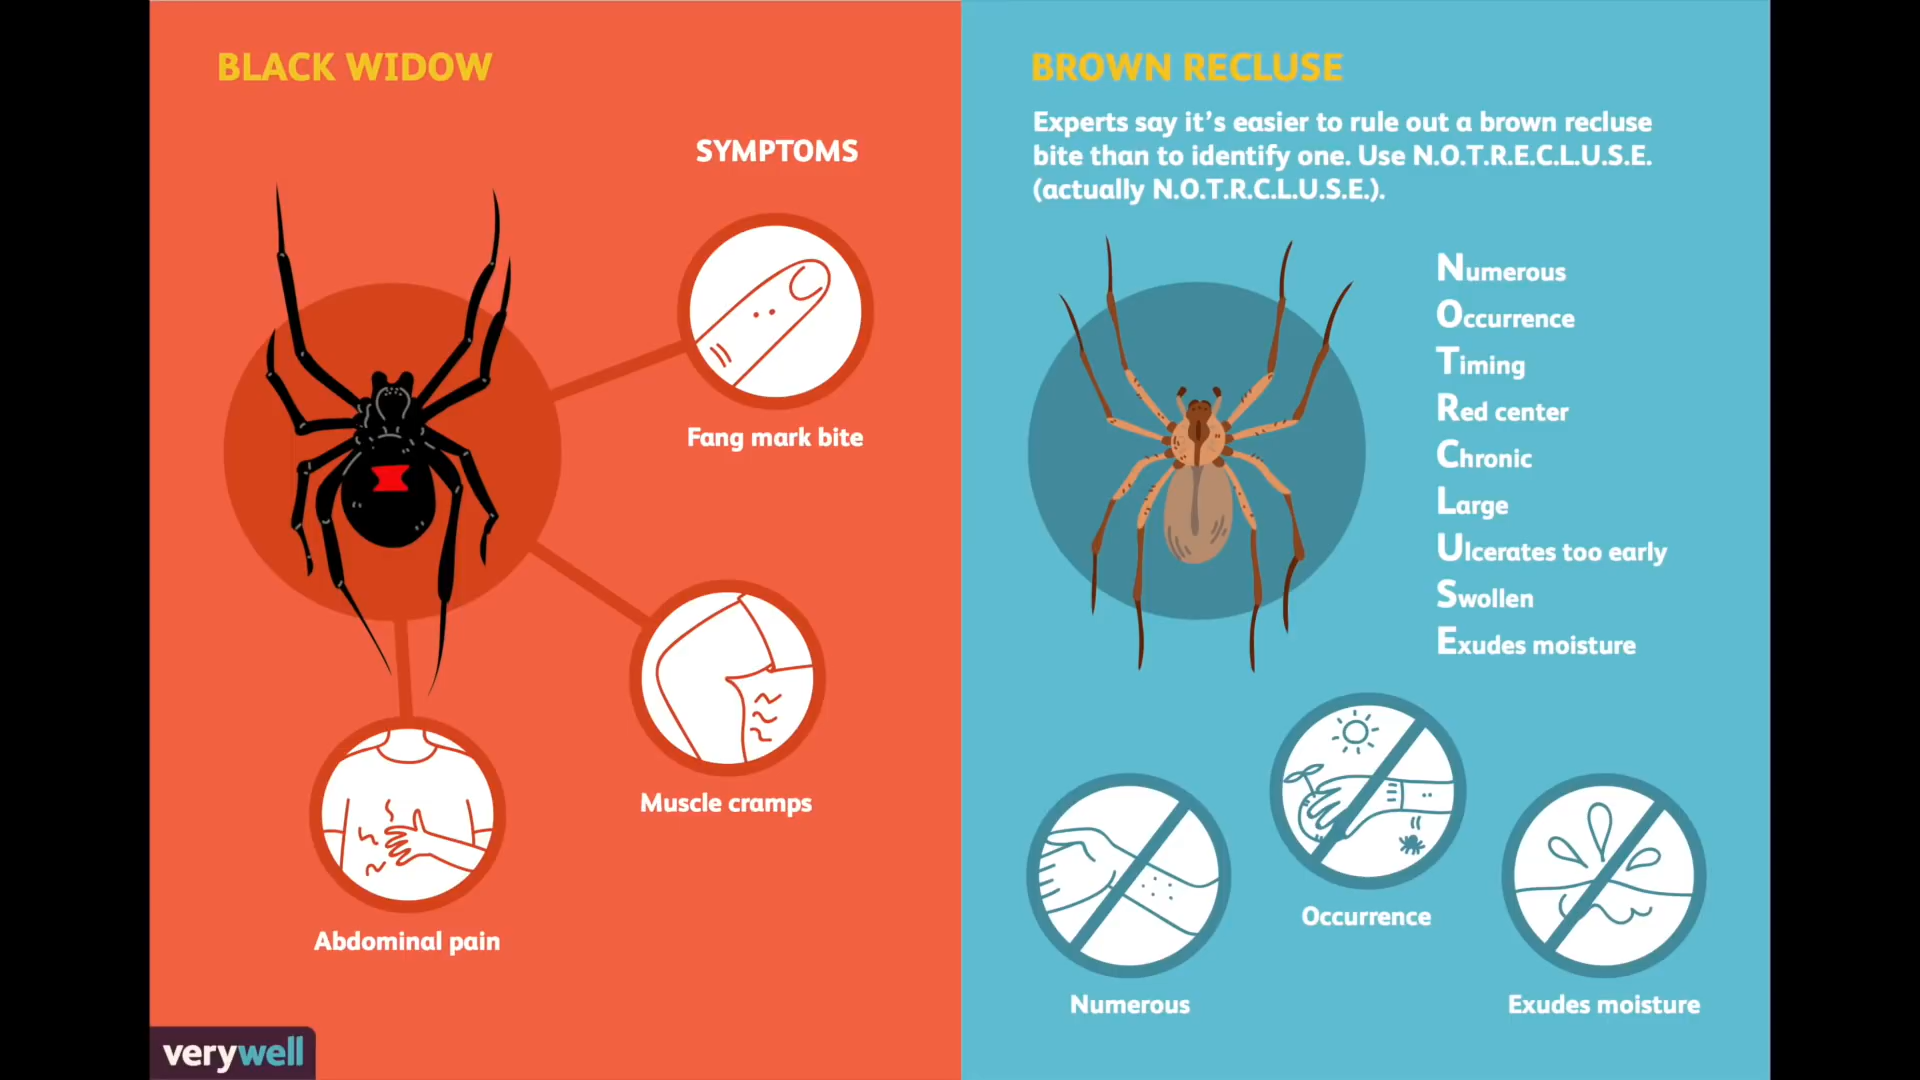 BLACK WIDOW
SYMPTOMS
Fang mark bite
Muscle cramps
Abdominal pain
verywell
BROWN RECLUSE
Experts say it's easier to rule out a brown recluse
bite than to identify one. Use N.O.T.R.E.C.L.U.S.E.
(actually N.O.T.R.C.L.U.S.E.).
Numerous
Occurrence
Timing
Red center
Chronic
Large
Ulcerates too early
Swollen
Exudes moisture
Numerous
Occurrence
Exudes moisture